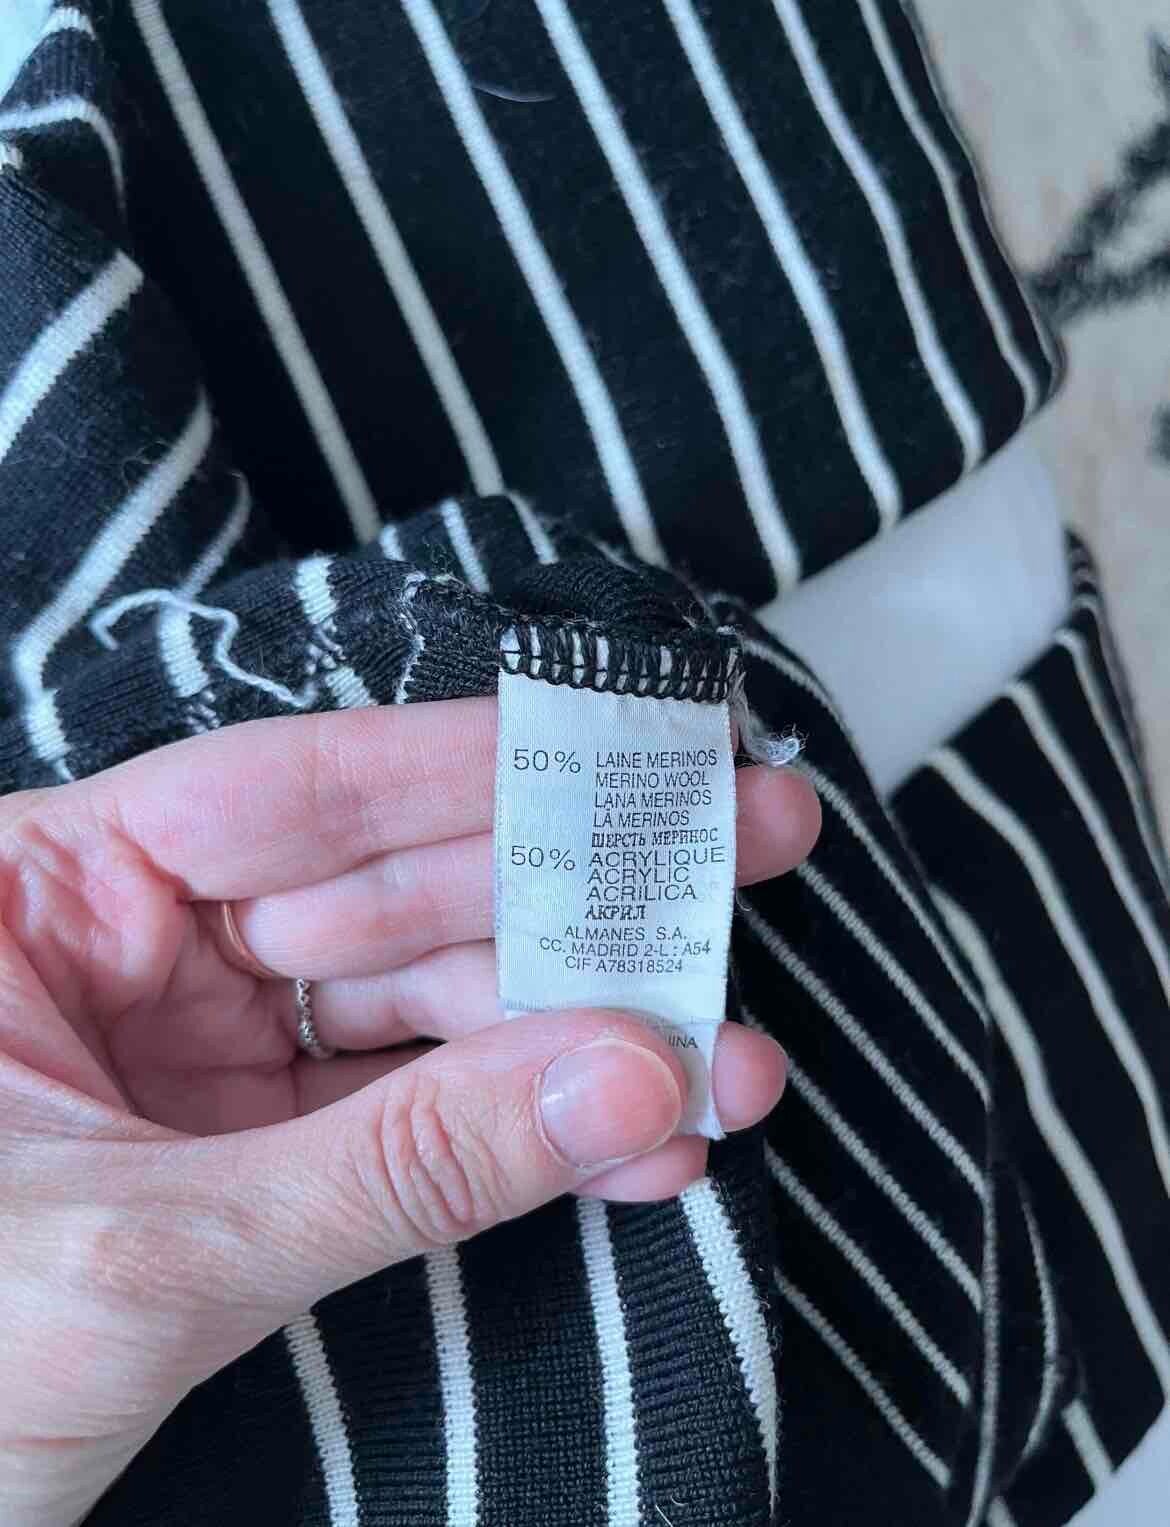 50% LAINE MERINOS
MERINO WOOL
LANA MERINOS
LÃ MERINOS
ШЕРСТЬ МЕРИНОС
50% ACRYLIQUE
ACRYLIC
ACRILICA
АКРИЛ
ALMANES S.A.
CC. MADRID 2-L: A54
CIF A78318524